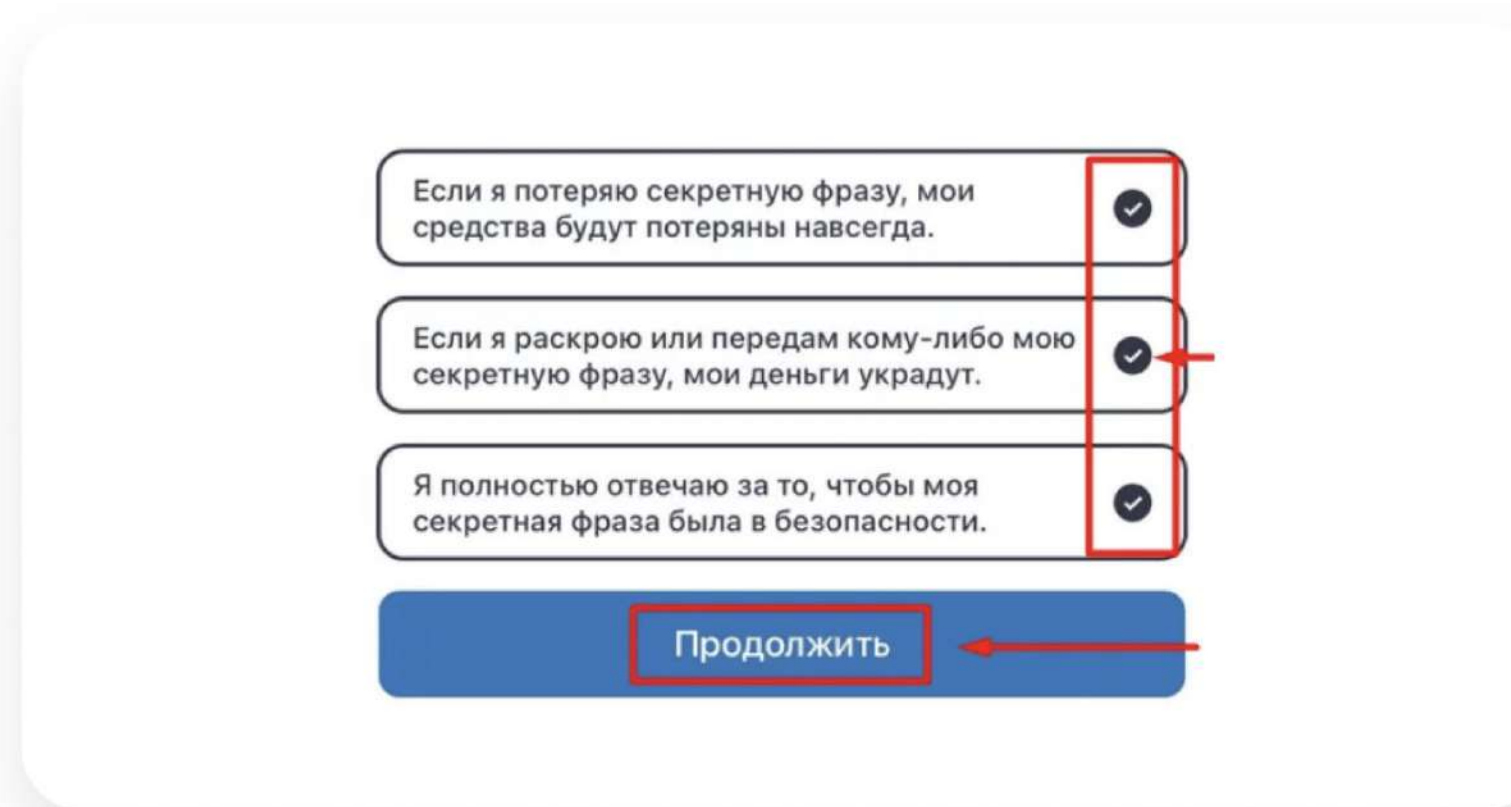 Если я потеряю секретную фразу, мои
средства будут потеряны навсегда.
Если я раскрою или передам кому-либо мою
секретную фразу, мои деньги украдут.
Я полностью отвечаю за то, чтобы моя
секретная фраза была в безопасности.
Продолжить